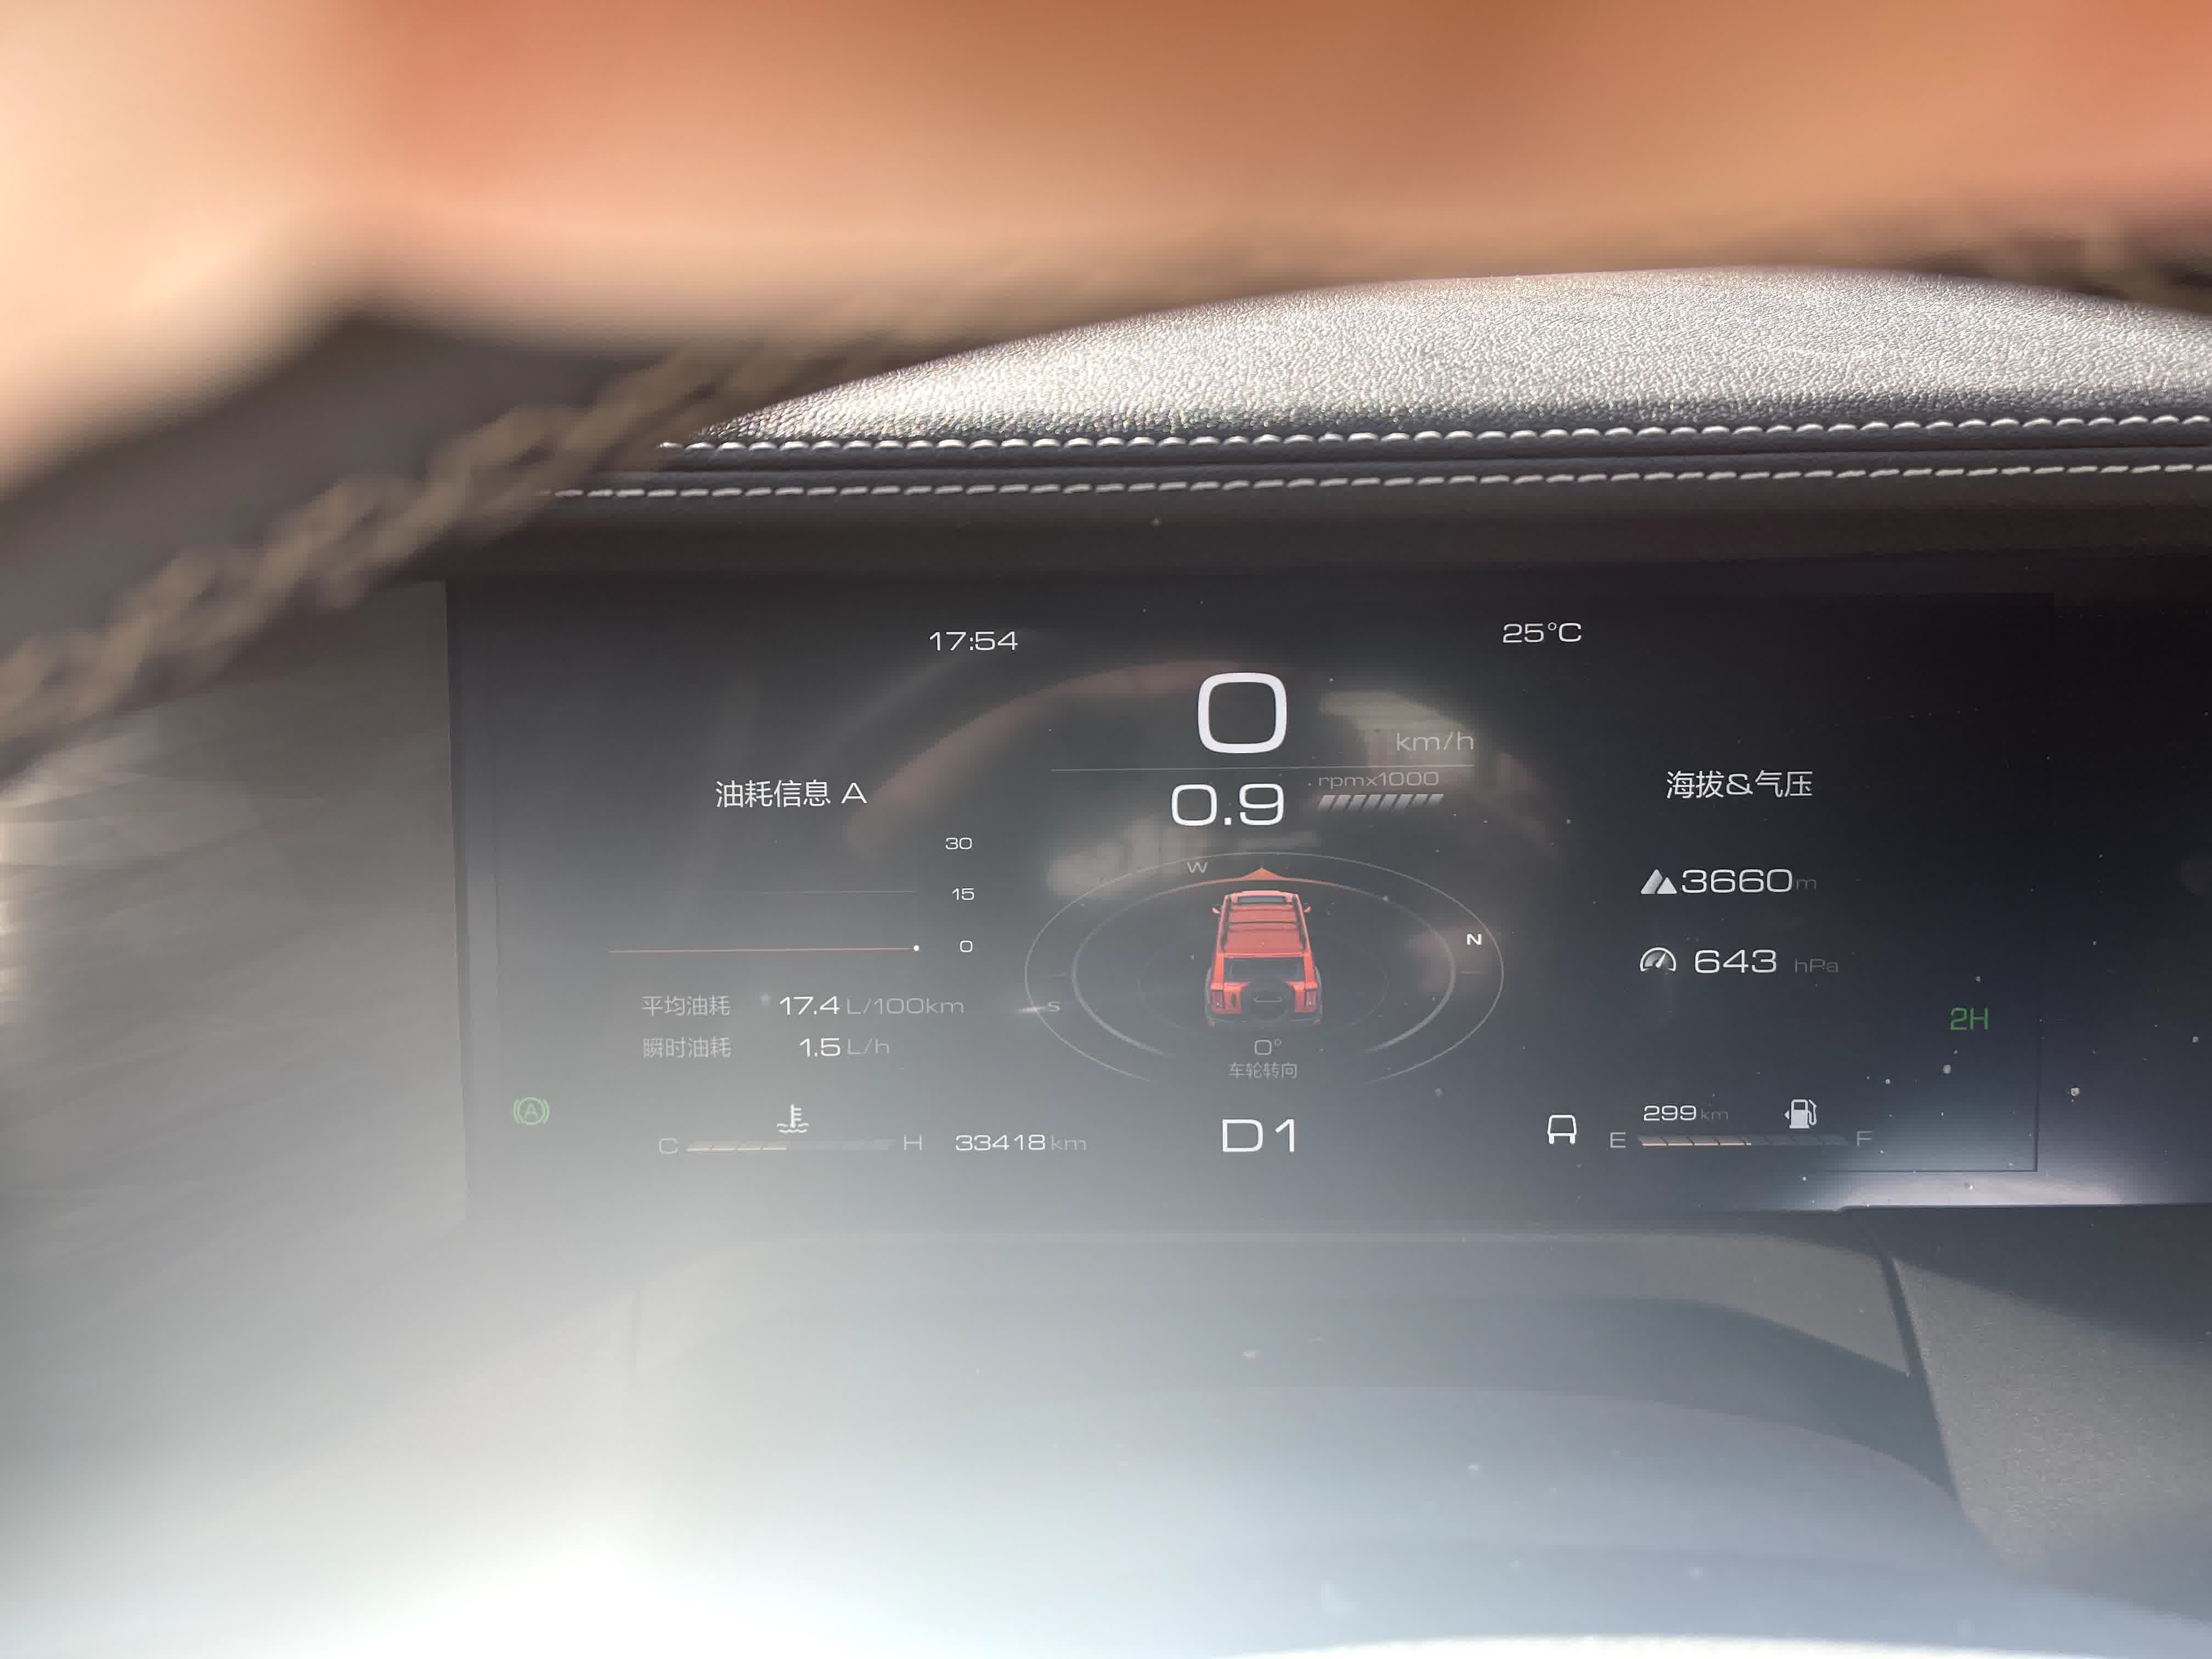 17:54
25°C
0
km/h
rpmx1000
0.9
油耗信息 A
30
15
0
平均油耗 17.4 L/100km
瞬时油耗 1.5 L/h
W
N
S
0°
车轮转向
海拔&气压
3660m
643 hPa
2H
A
C H 33418km
D1
299km
E F